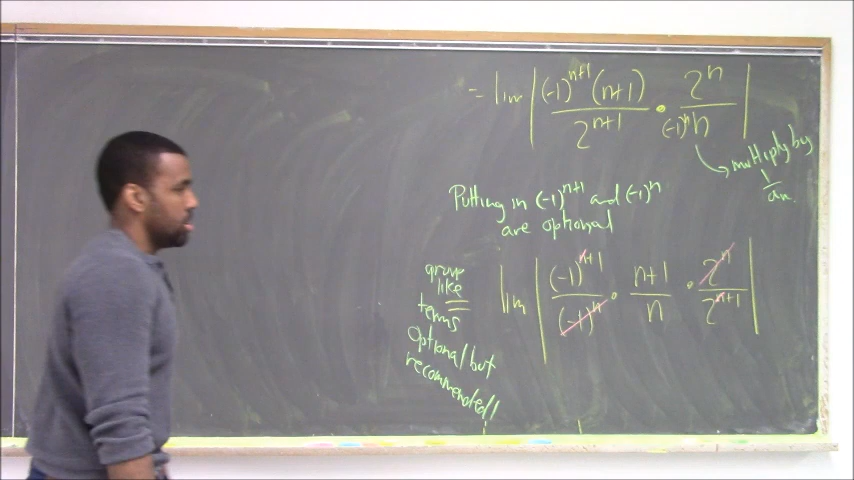 = lim | (-1)^{n+1}(n+1) / 2^{n+1} • 2^n / (-1)^n n |
multiply by
1 / a_n.
Putting in (-1)^{n+1} and (-1)^n
are optional
group
like
terms
Optional but
recommended!!
lim | (-1)^{n+1} / (-1)^n • n+1 / n • 2^n / 2^{n+1} |